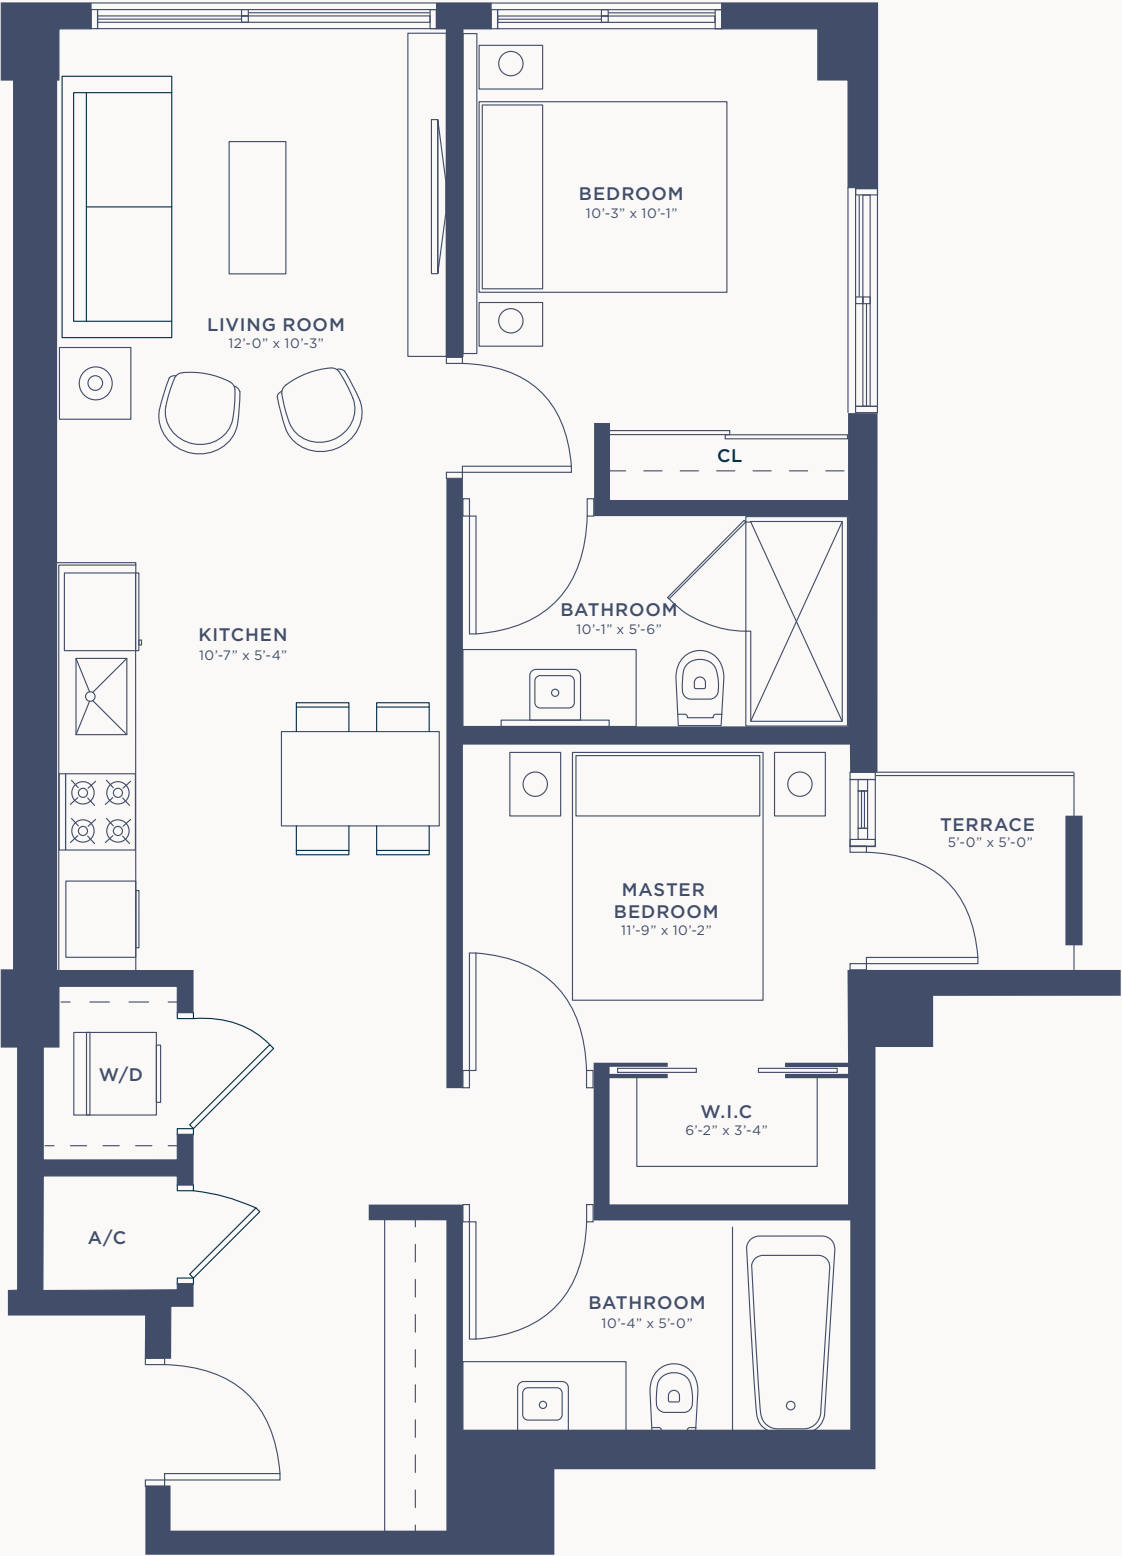 BEDROOM
10’-3” x 10’-1”
LIVING ROOM
12’-0” x 10’-3”
CL
BATHROOM
10’-1” x 5’-6”
KITCHEN
10’-7” x 5’-4”
TERRACE
5’-0” x 5’-0”
MASTER
BEDROOM
11’-9” x 10’-2”
W/D
W.I.C
6’-2” x 3’-4”
A/C
BATHROOM
10’-4” x 5’-0”